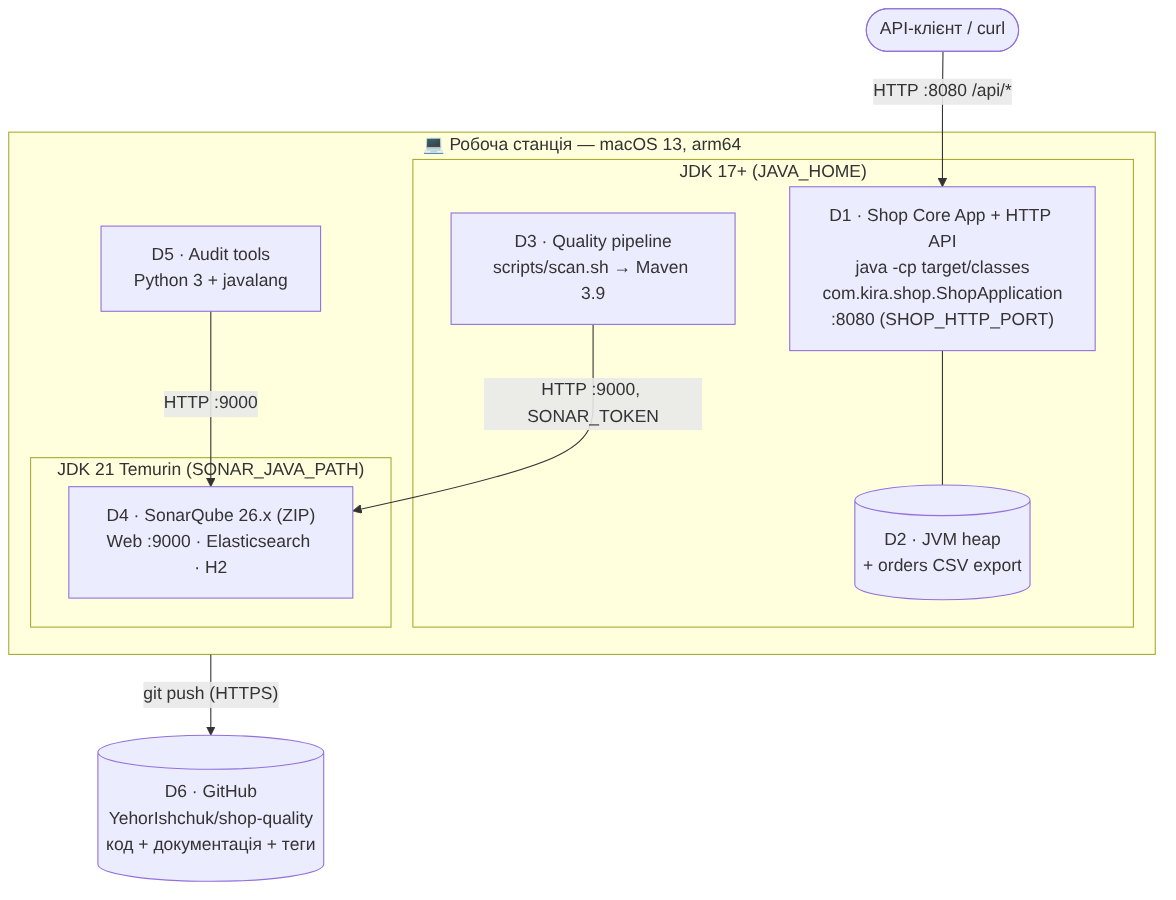 API-клієнт / curl
HTTP :8080 /api/*
💻 Робоча станція — macOS 13, arm64
JDK 17+ (JAVA_HOME)
D1 · Shop Core App + HTTP
API
java -cp target/classes
com.kira.shop.ShopApplication
:8080 (SHOP_HTTP_PORT)
D3 · Quality pipeline
scripts/scan.sh → Maven
3.9
D5 · Audit tools
Python 3 + javalang
HTTP :9000,
SONAR_TOKEN
HTTP :9000
JDK 21 Temurin (SONAR_JAVA_PATH)
D4 · SonarQube 26.x (ZIP)
Web :9000 · Elasticsearch
· H2
D2 · JVM heap
+ orders CSV export
git push (HTTPS)
D6 · GitHub
YehorIshchuk/shop-quality
код + документація + теги